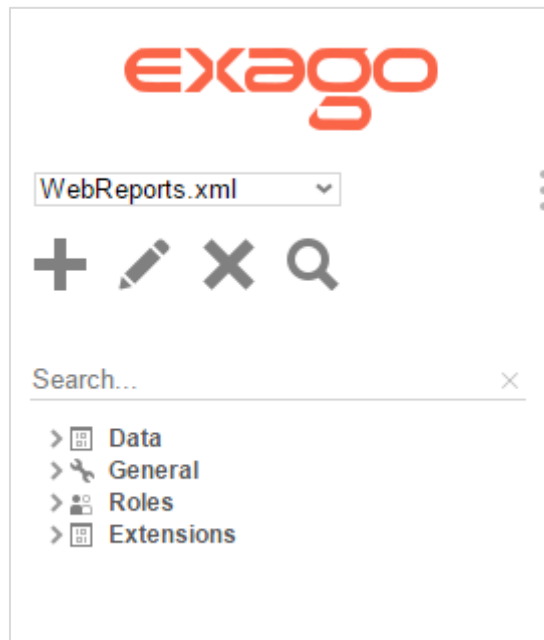 exago
WebReports.xml
Search...
Data
General
Roles
Extensions